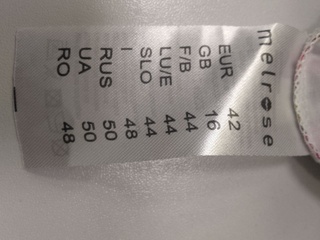 melrose
EUR 42
GB 16
F/B 44
LU/E 44
SLO 44
I 48
RUS 50
UA 50
RO 48